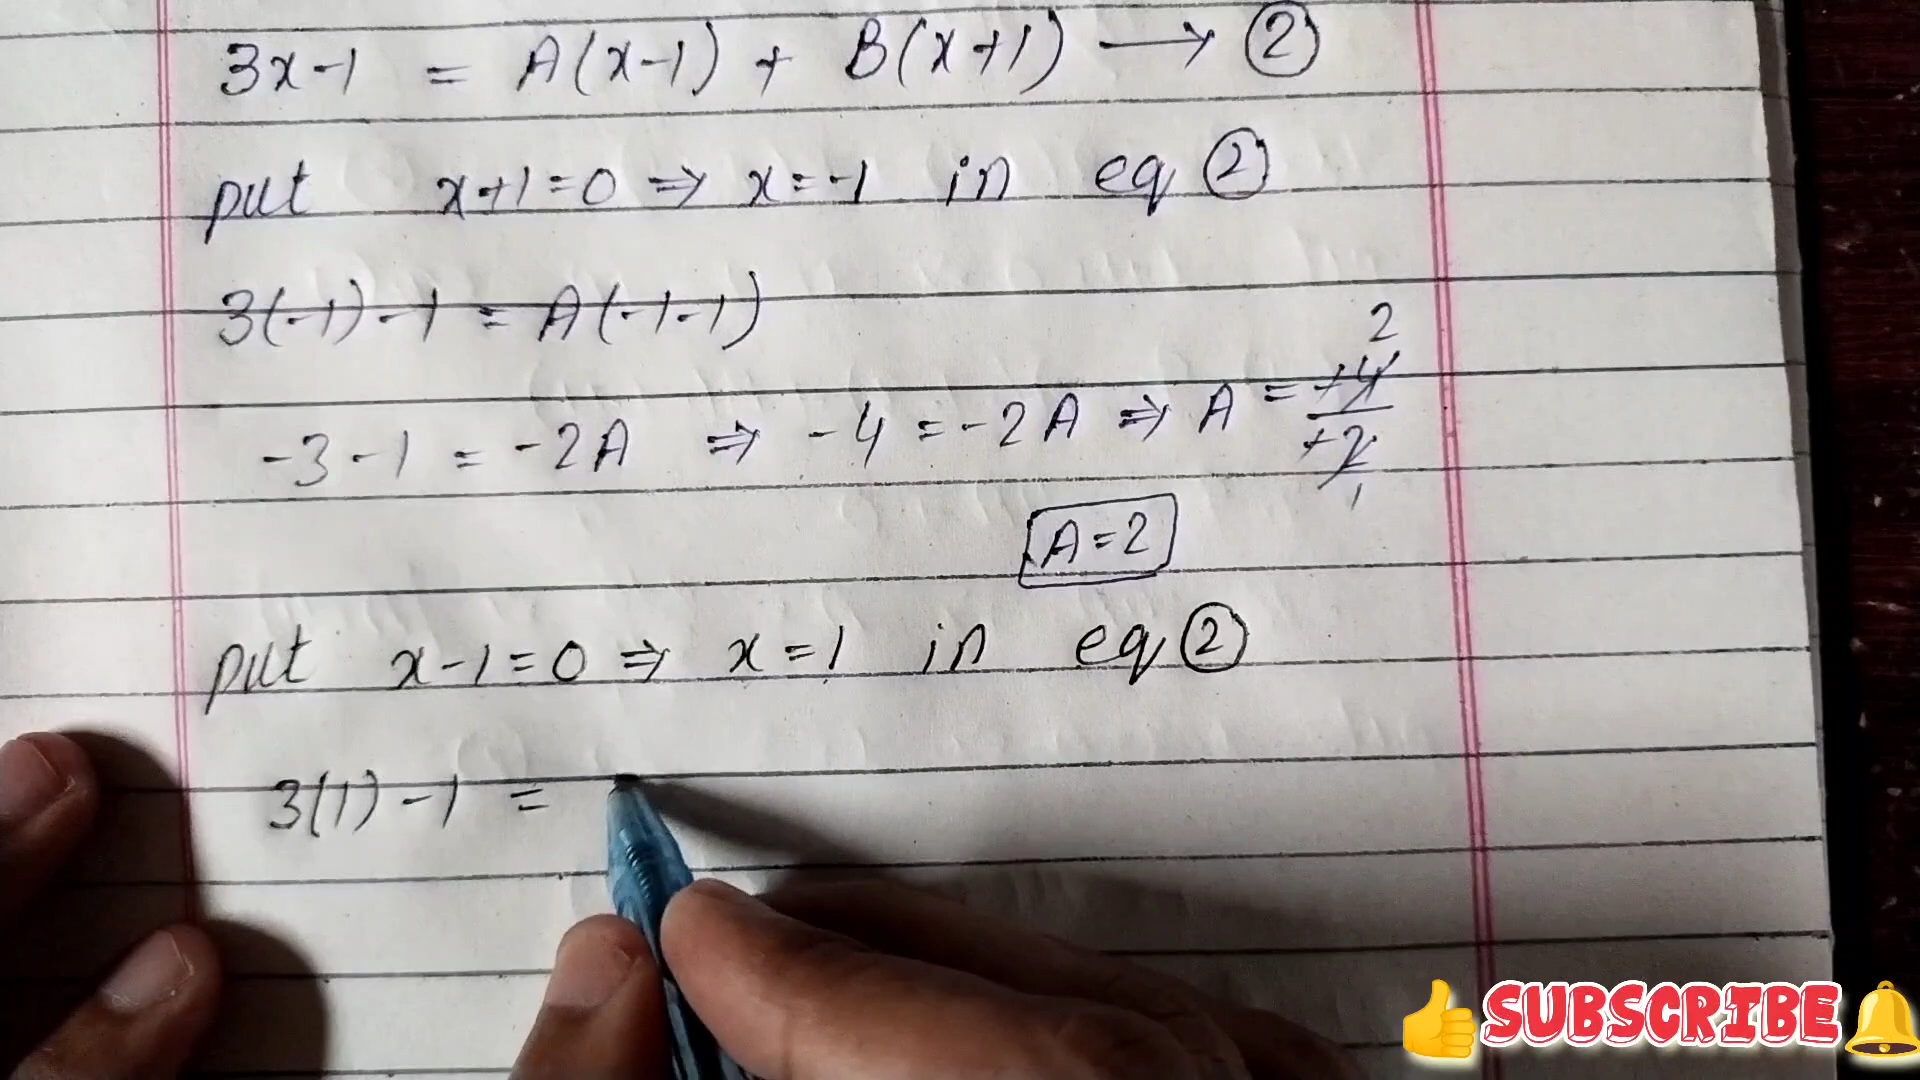 3x-1 = A(x-1) + B(x+1) → ②
put x+1=0 ⇒ x=-1 in eq ②
3(-1)-1 = A(-1-1)
2
-3-1 = -2A ⇒ -4 = -2A ⇒ A = +4/+2
1
A=2
put x-1=0 ⇒ x=1 in eq ②
3(1)-1 =
SUBSCRIBE